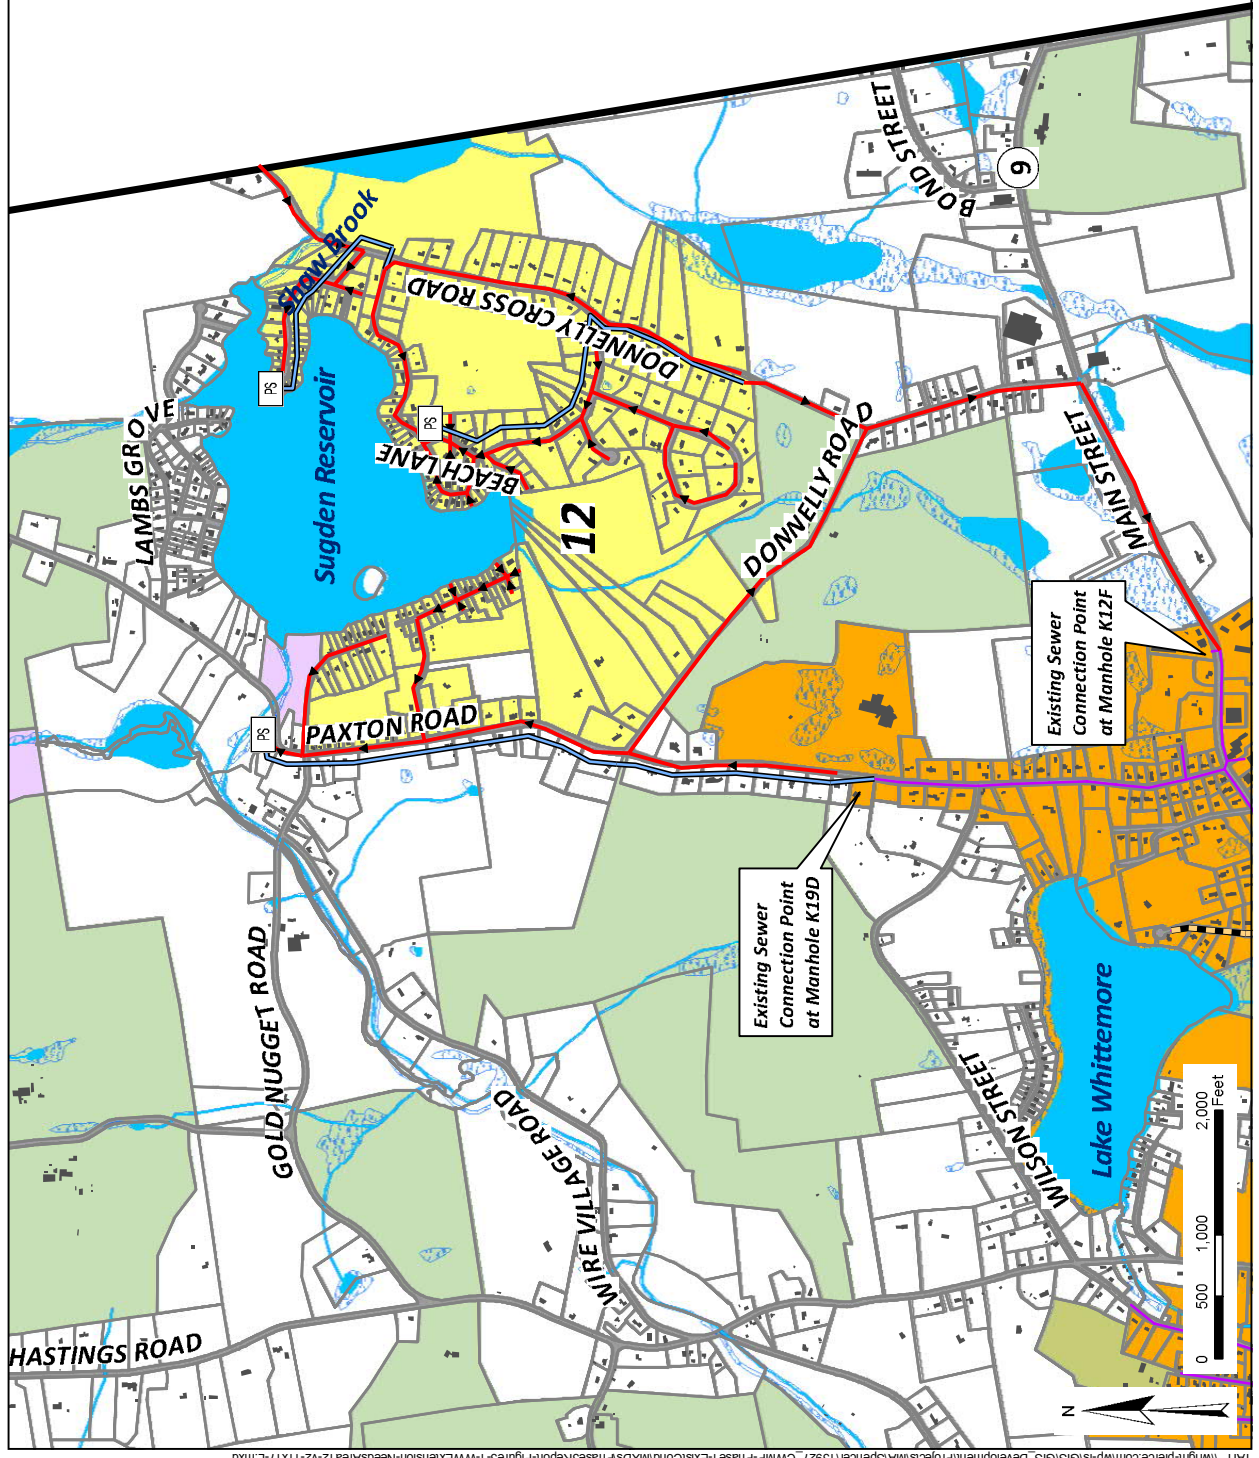 HASTINGS ROAD
GOLD NUGGET ROAD
WIRE VILLAGE ROAD
WILSON STREET
Lake Whittemore
LAMBS GROVE
Sugden Reservoir
Shaw Brook
PS
PS
PS
BEACH LANE
DONNELLY CROSS ROAD
12
PAXTON ROAD
DONNELLY ROAD
MAIN STREET
BOND STREET
9
Existing Sewer
Connection Point
at Manhole K19D
Existing Sewer
Connection Point
at Manhole K12F
N
0 500 1,000 2,000
Feet